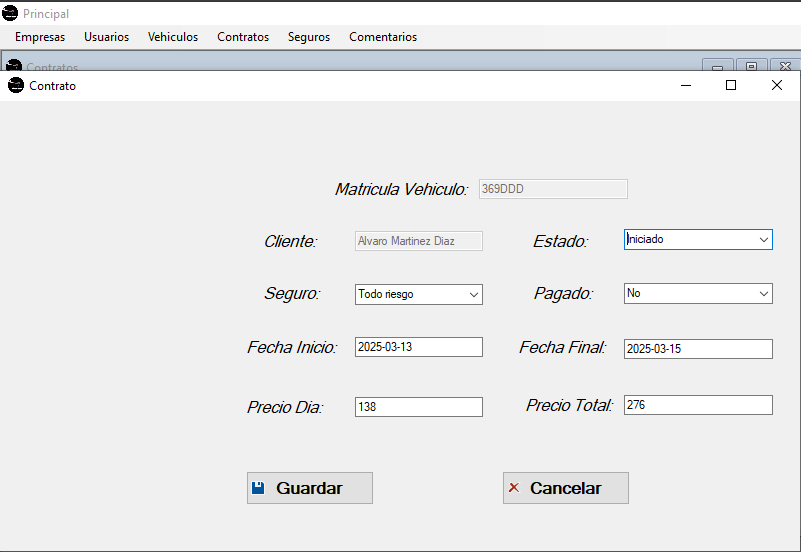 Principal
Empresas Usuarios Vehiculos Contratos Seguros Comentarios
Contratos
Contrato
Matricula Vehiculo: 369DDD
Cliente: Alvaro Martinez Diaz Estado: Iniciado
Seguro: Todo riesgo Pagado: No
Fecha Inicio: 2025-03-13 Fecha Final: 2025-03-15
Precio Dia: 138 Precio Total: 276
Guardar Cancelar